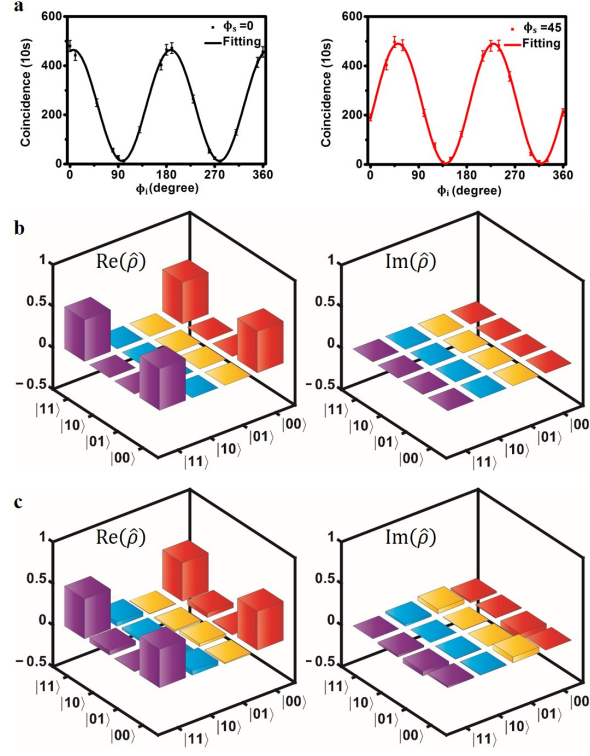 a
600
400
200
0
Coincidence (10s)
ϕs =0
Fitting
0 90 180 270 360
ϕi (degree)
600
400
200
0
Coincidence (10s)
ϕs =45
Fitting
0 90 180 270 360
ϕi (degree)
b
Re(ρ̂)
1
0.5
0
−0.5
|11⟩ |10⟩ |01⟩ |00⟩
|11⟩ |10⟩ |01⟩ |00⟩
Im(ρ̂)
1
0.5
0
−0.5
|11⟩ |10⟩ |01⟩ |00⟩
|11⟩ |10⟩ |01⟩ |00⟩
c
Re(ρ̂)
1
0.5
0
−0.5
|11⟩ |10⟩ |01⟩ |00⟩
|11⟩ |10⟩ |01⟩ |00⟩
Im(ρ̂)
1
0.5
0
−0.5
|11⟩ |10⟩ |01⟩ |00⟩
|11⟩ |10⟩ |01⟩ |00⟩